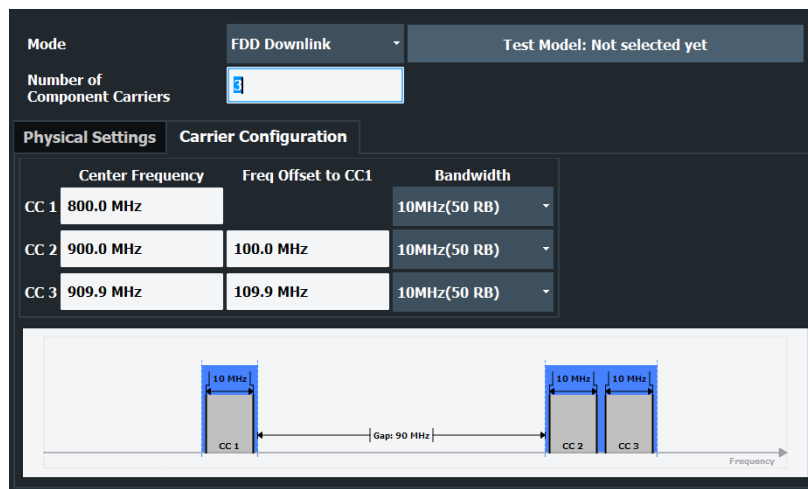 Mode FDD Downlink Test Model: Not selected yet
Number of
Component Carriers 3
Physical Settings Carrier Configuration
Center Frequency Freq Offset to CC1 Bandwidth
CC 1 800.0 MHz 10MHz(50 RB)
CC 2 900.0 MHz 100.0 MHz 10MHz(50 RB)
CC 3 909.9 MHz 109.9 MHz 10MHz(50 RB)
10 MHz 10 MHz 10 MHz
Gap: 90 MHz
CC 1 CC 2 CC 3
Frequency